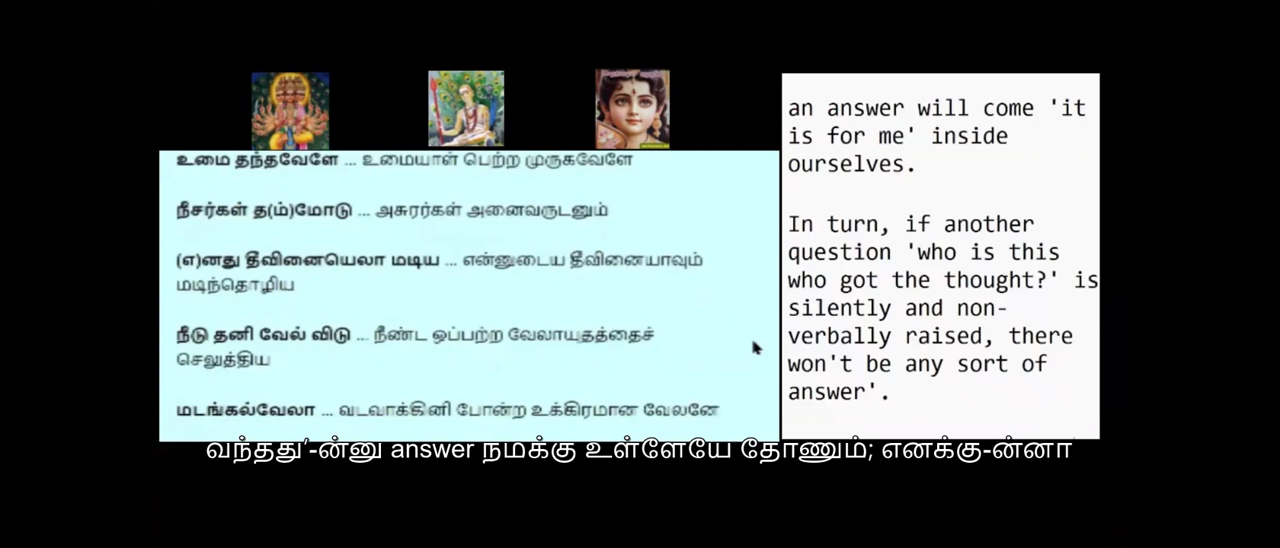 உமை தந்தவேளே ... உமையாள் பெற்ற முருகவேளே
நீசர்கள் த(ம்)மோடு ... அசுரர்கள் அனைவருடனும்
(எ)னது தீவினையெலா மடிய ... என்னுடைய தீவினையாவும்
மடிந்தொழிய
நீடு தனி வேல் விடு ... நீண்ட ஒப்பற்ற வேலாயுதத்தைச்
செலுத்திய
மடங்கல்வேலா ... வடவாக்கினி போன்ற உக்கிரமான வேலனே
an answer will come 'it
is for me' inside
ourselves.
In turn, if another
question 'who is this
who got the thought?' is
silently and non-
verbally raised, there
won't be any sort of
answer'.
வந்தது'-ன்னு answer நமக்கு உள்ளேயே தோணும்; எனக்கு-ன்னா